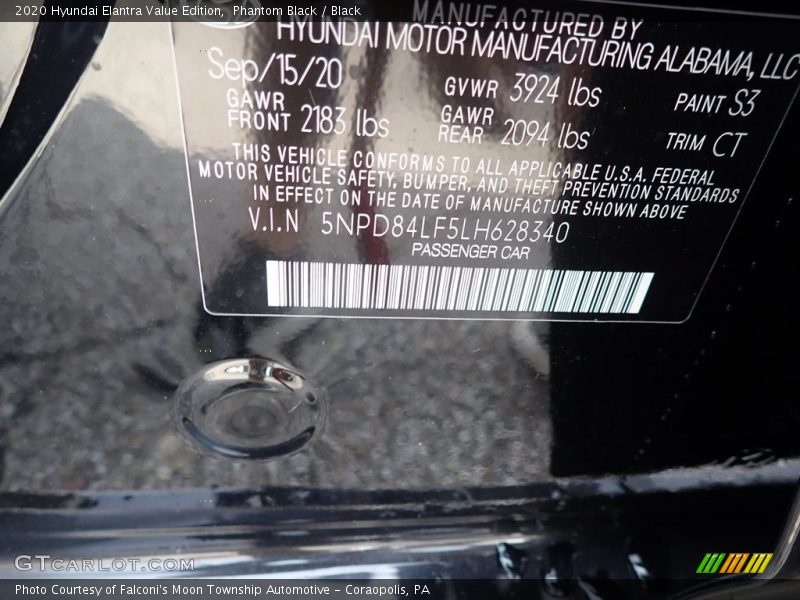 2020 Hyundai Elantra Value Edition, Phantom Black / Black
MANUFACTURED BY
HYUNDAI MOTOR MANUFACTURING ALABAMA, LLC
Sep/15/20 GVWR 3924 lbs PAINT S3
GAWR FRONT 2183 lbs GAWR REAR 2094 lbs TRIM CT
THIS VEHICLE CONFORMS TO ALL APPLICABLE U.S.A. FEDERAL
MOTOR VEHICLE SAFETY, BUMPER, AND THEFT PREVENTION STANDARDS
IN EFFECT ON THE DATE OF MANUFACTURE SHOWN ABOVE
V.I.N 5NPD84LF5LH628340
PASSENGER CAR
GTCARLOT.COM
Photo Courtesy of Falconi's Moon Township Automotive - Coraopolis, PA